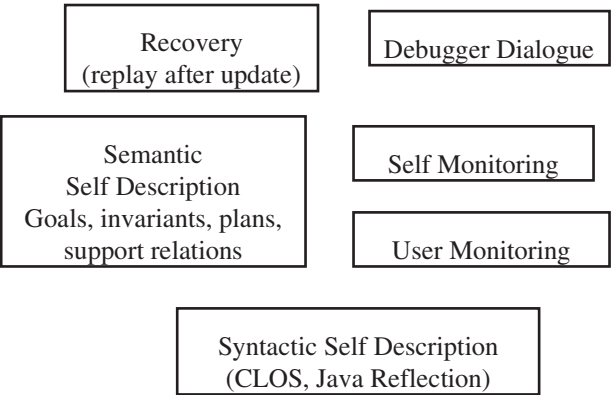 Recovery
(replay after update)
Debugger Dialogue
Semantic
Self Description
Goals, invariants, plans,
support relations
Self Monitoring
User Monitoring
Syntactic Self Description
(CLOS, Java Reflection)